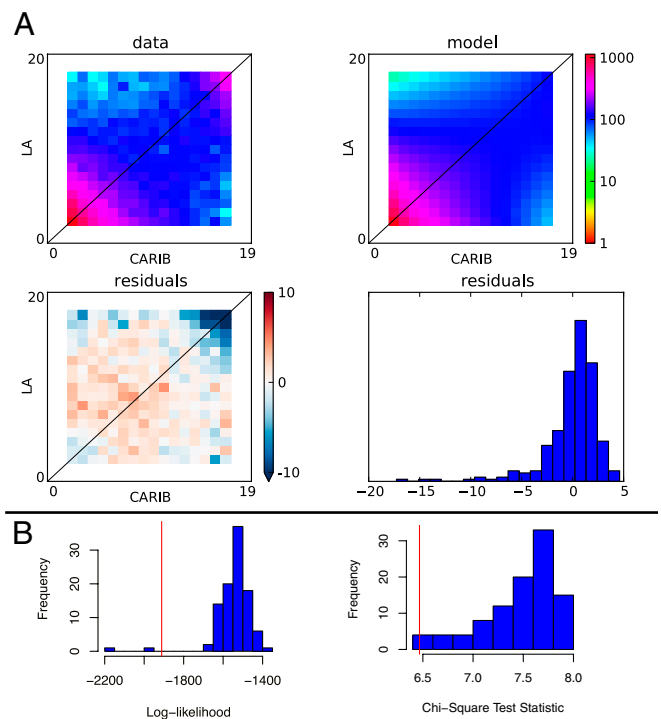 A
data
model
20
LA
0
0
CARIB
19
20
LA
0
0
CARIB
19
1000
100
10
1
residuals
residuals
20
LA
0
0
CARIB
19
10
0
-10
−20
−15
−10
−5
0
5
B
Frequency
0
10
20
30
−2200
−1800
−1400
Log−likelihood
Frequency
0
10
20
30
6.5
7.0
7.5
8.0
Chi−Square Test Statistic